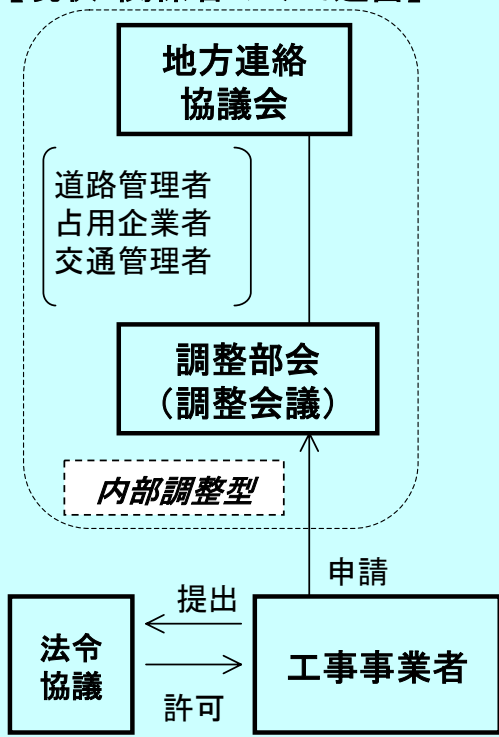 地方連絡
協議会
道路管理者
占用企業者
交通管理者
調整部会
（調整会議）
内部調整型
申請
提出
法令
協議
許可
工事事業者